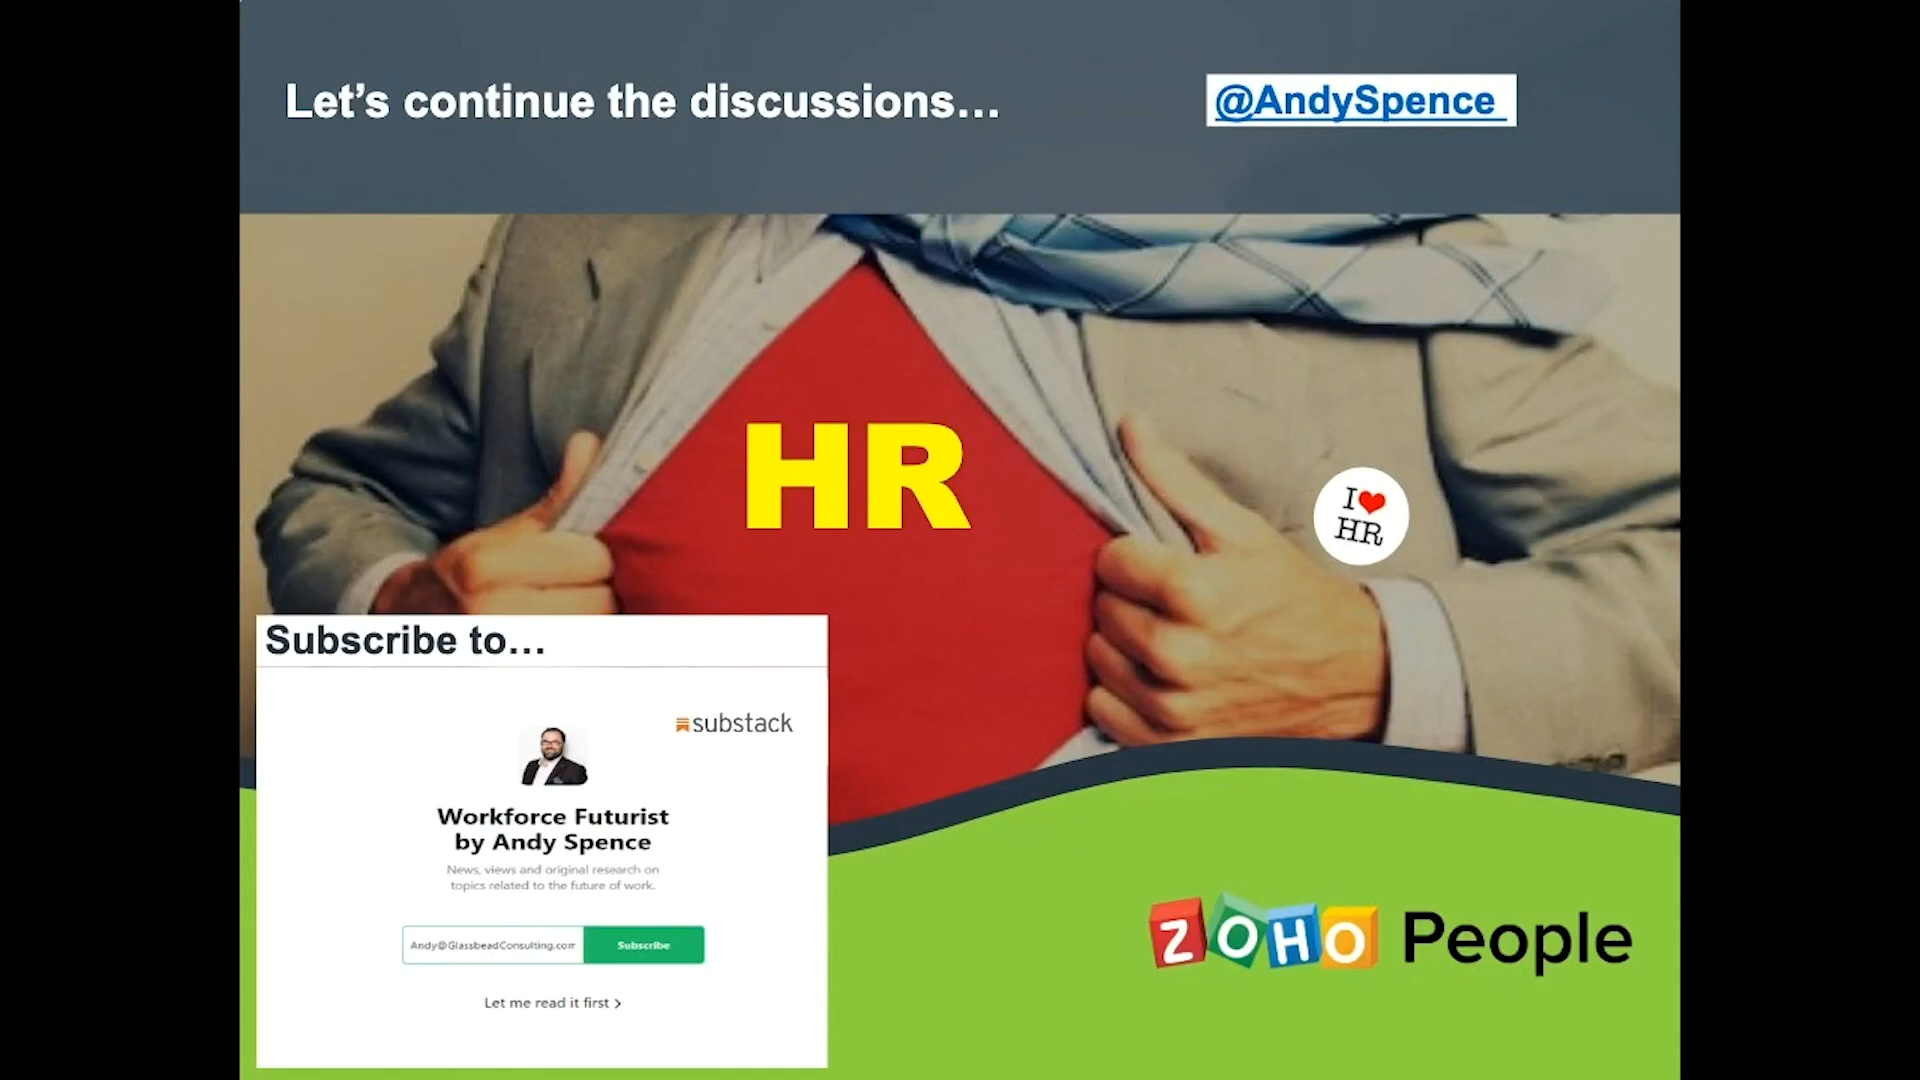 Let's continue the discussions...
@AndySpence
HR
I❤
HR
Subscribe to...
substack
Workforce Futurist
by Andy Spence
News, views and original research on
topics related to the future of work.
Andy@GlassbeadConsulting.com
Subscribe
Let me read it first >
ZOHO People